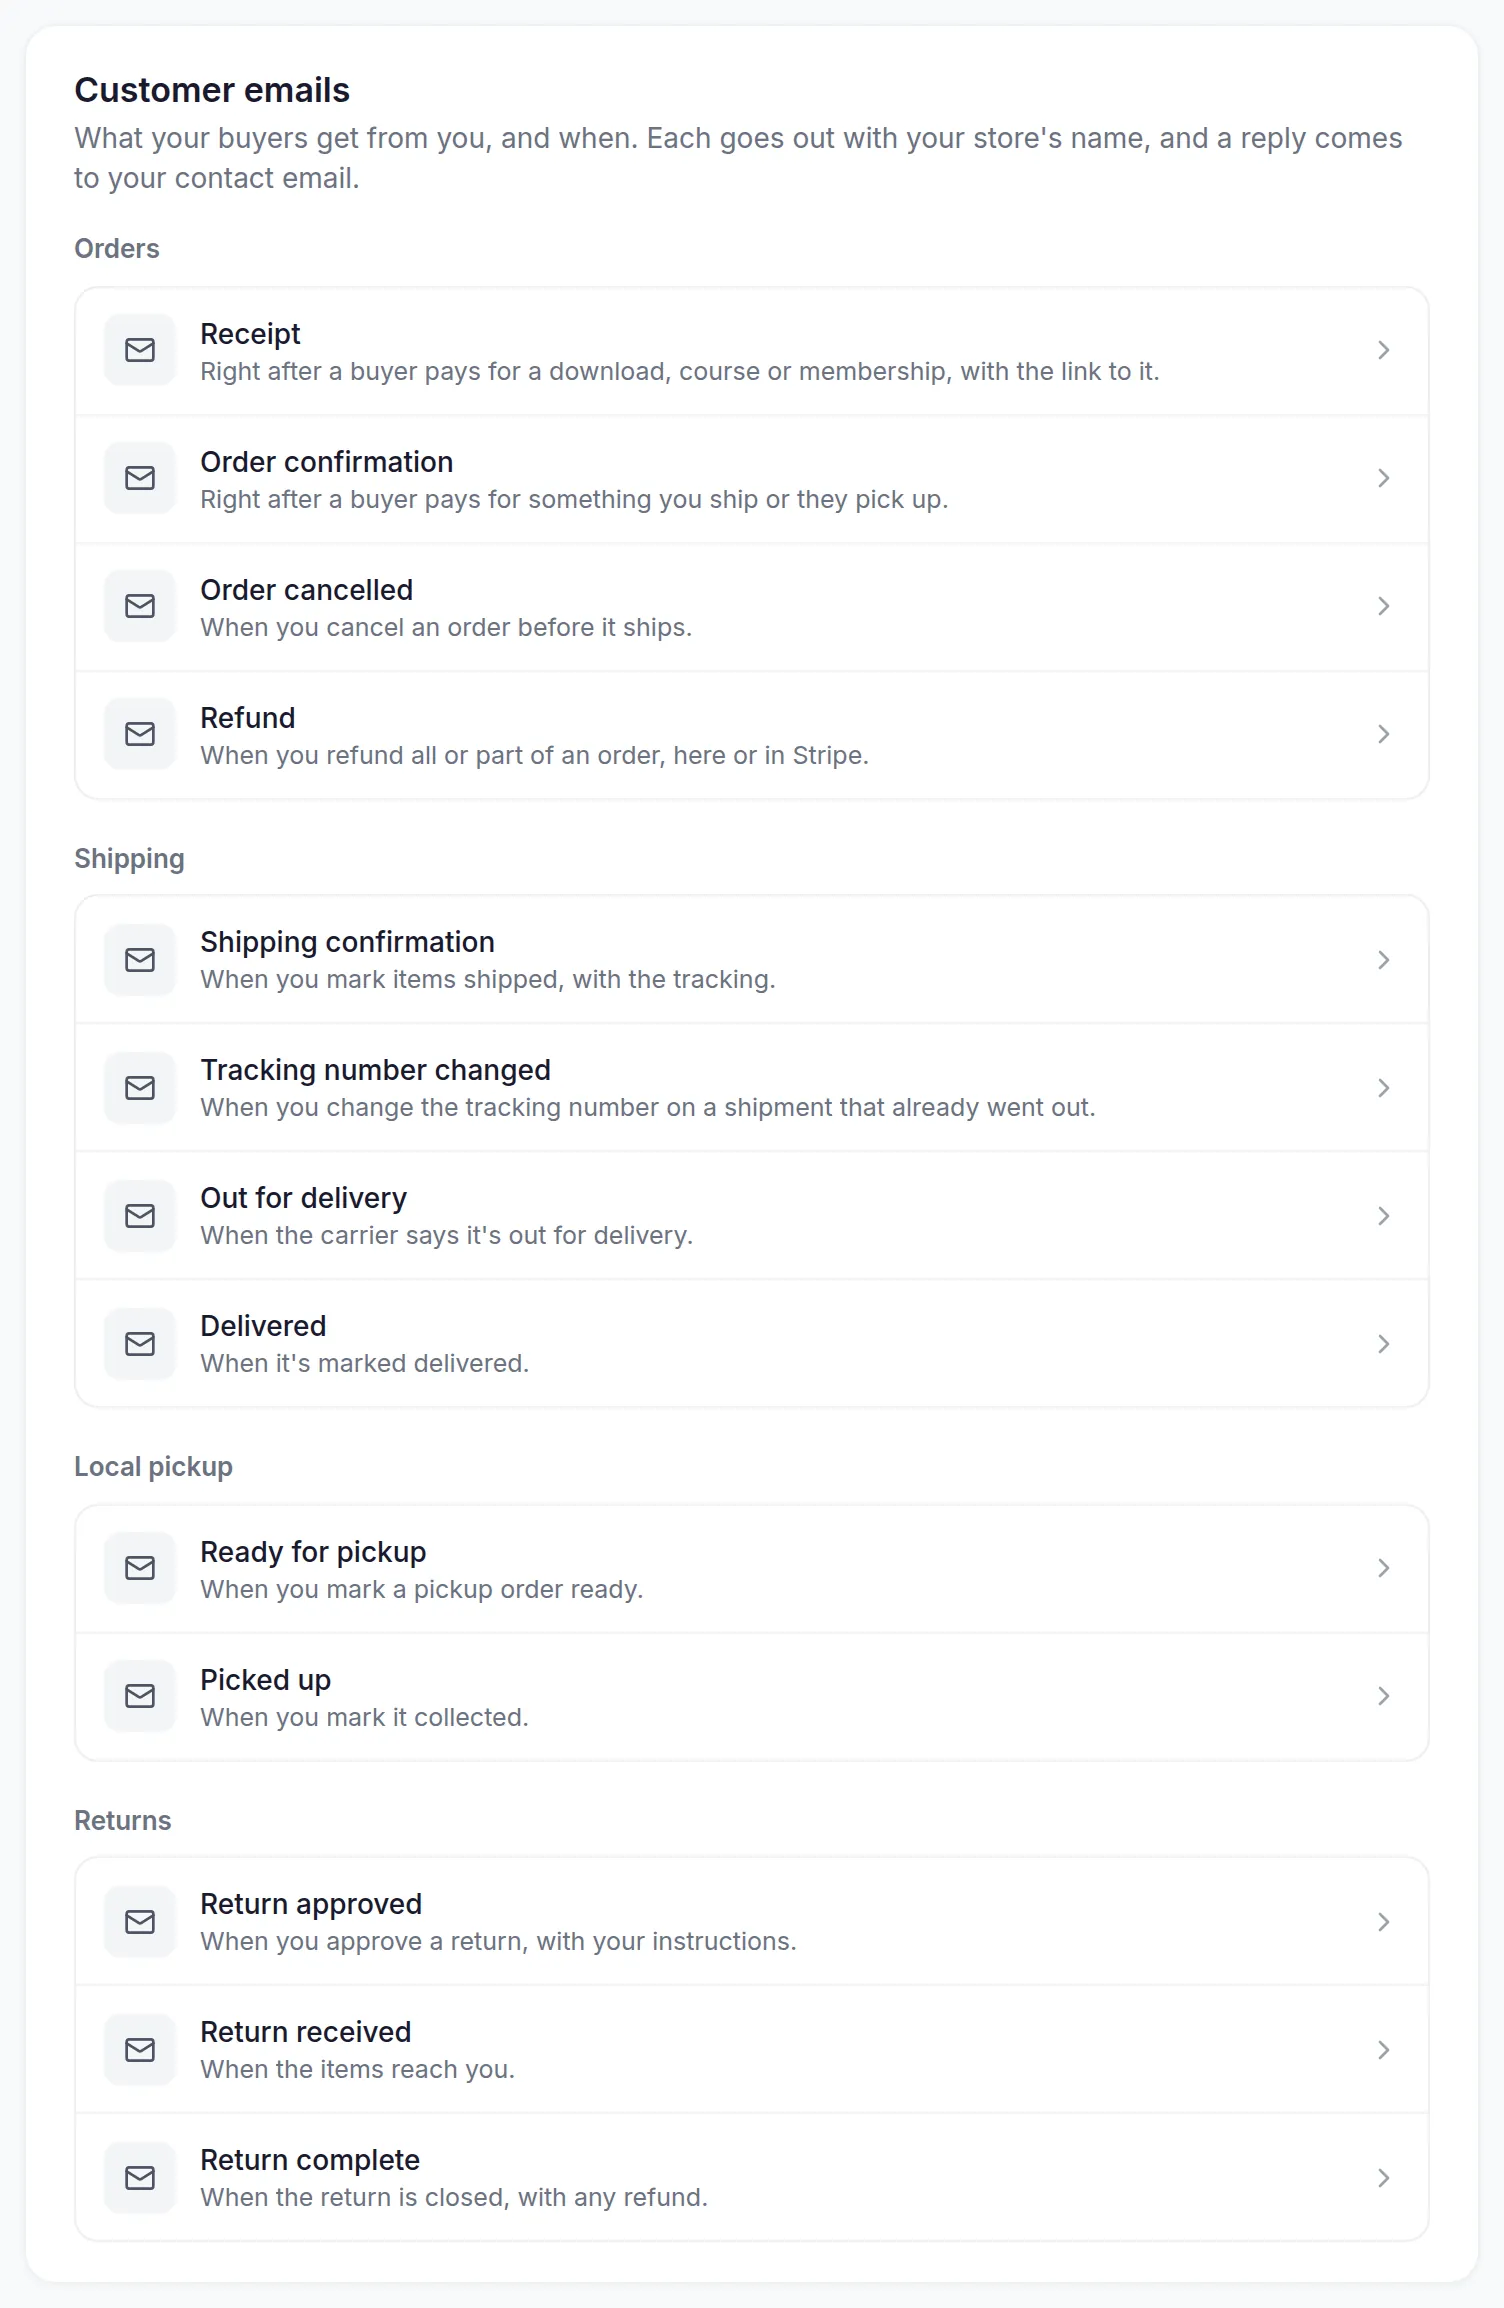 Customer emails
What your buyers get from you, and when. Each goes out with your store's name, and a reply comes
to your contact email.
Orders
Receipt
Right after a buyer pays for a download, course or membership, with the link to it.
Order confirmation
Right after a buyer pays for something you ship or they pick up.
Order cancelled
When you cancel an order before it ships.
Refund
When you refund all or part of an order, here or in Stripe.
Shipping
Shipping confirmation
When you mark items shipped, with the tracking.
Tracking number changed
When you change the tracking number on a shipment that already went out.
Out for delivery
When the carrier says it's out for delivery.
Delivered
When it's marked delivered.
Local pickup
Ready for pickup
When you mark a pickup order ready.
Picked up
When you mark it collected.
Returns
Return approved
When you approve a return, with your instructions.
Return received
When the items reach you.
Return complete
When the return is closed, with any refund.